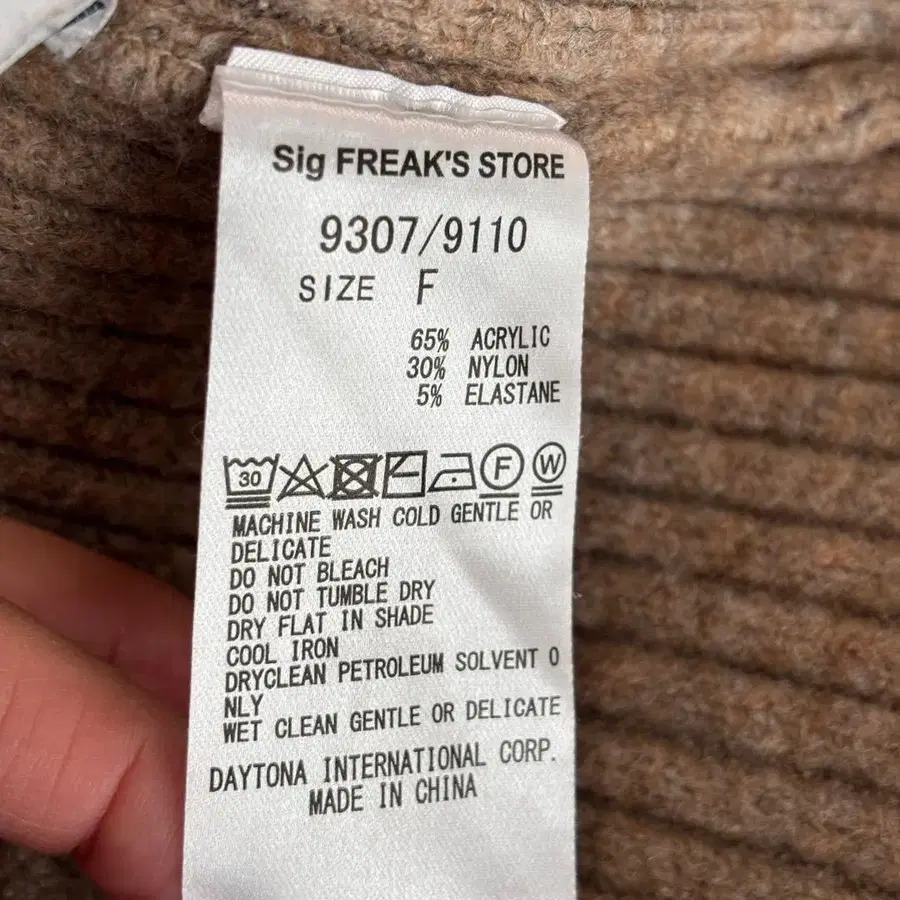 Sig FREAK'S STORE
9307/9110
SIZE F
65% ACRYLIC
30% NYLON
5% ELASTANE
30 F W
MACHINE WASH COLD GENTLE OR
DELICATE
DO NOT BLEACH
DO NOT TUMBLE DRY
DRY FLAT IN SHADE
COOL IRON
DRYCLEAN PETROLEUM SOLVENT O
NLY
WET CLEAN GENTLE OR DELICATE
DAYTONA INTERNATIONAL CORP.
MADE IN CHINA